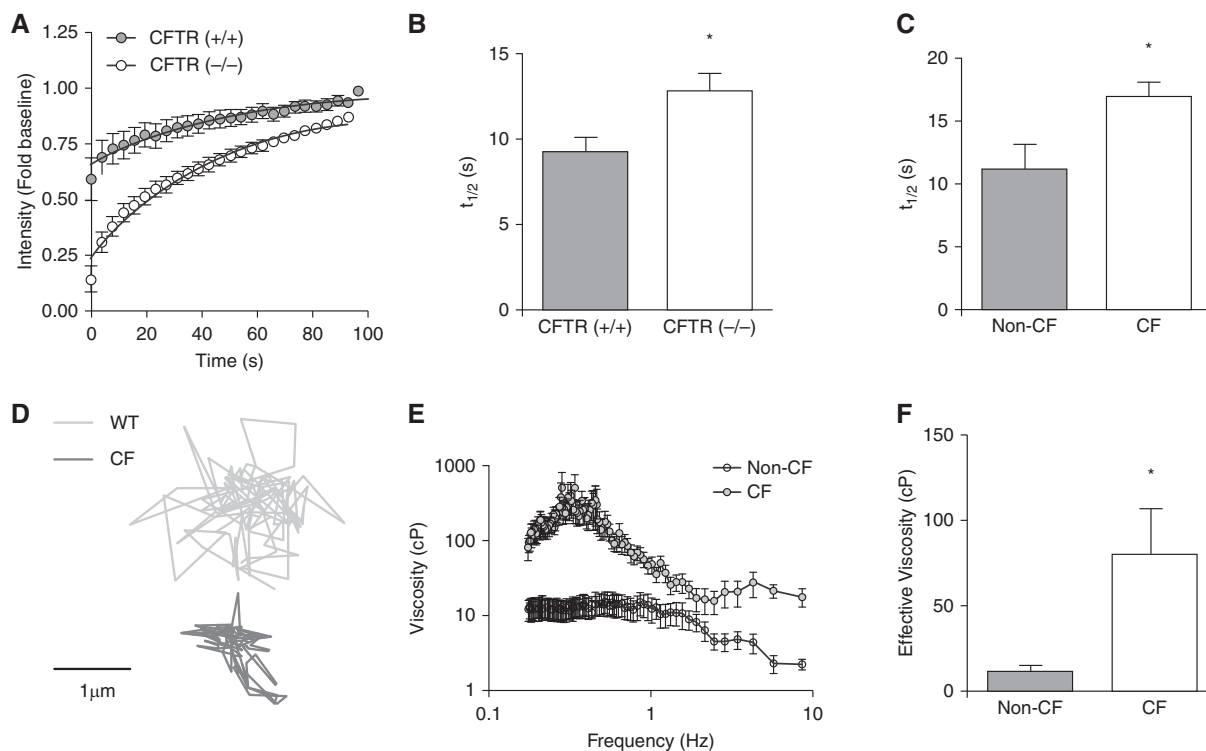 A
CFTR (+/+)
CFTR (–/–)
1.25
1.00
0.75
0.50
0.25
0.00
Intensity (Fold baseline)
0 20 40 60 80 100
Time (s)
B
*
15
10
5
0
t1/2 (s)
CFTR (+/+) CFTR (–/–)
C
*
20
15
10
5
0
t1/2 (s)
Non-CF CF
D
WT
CF
1μm
E
Non-CF
CF
1000
100
10
1
Viscosity (cP)
0.1 1 10
Frequency (Hz)
F
*
150
100
50
0
Effective Viscosity (cP)
Non-CF CF